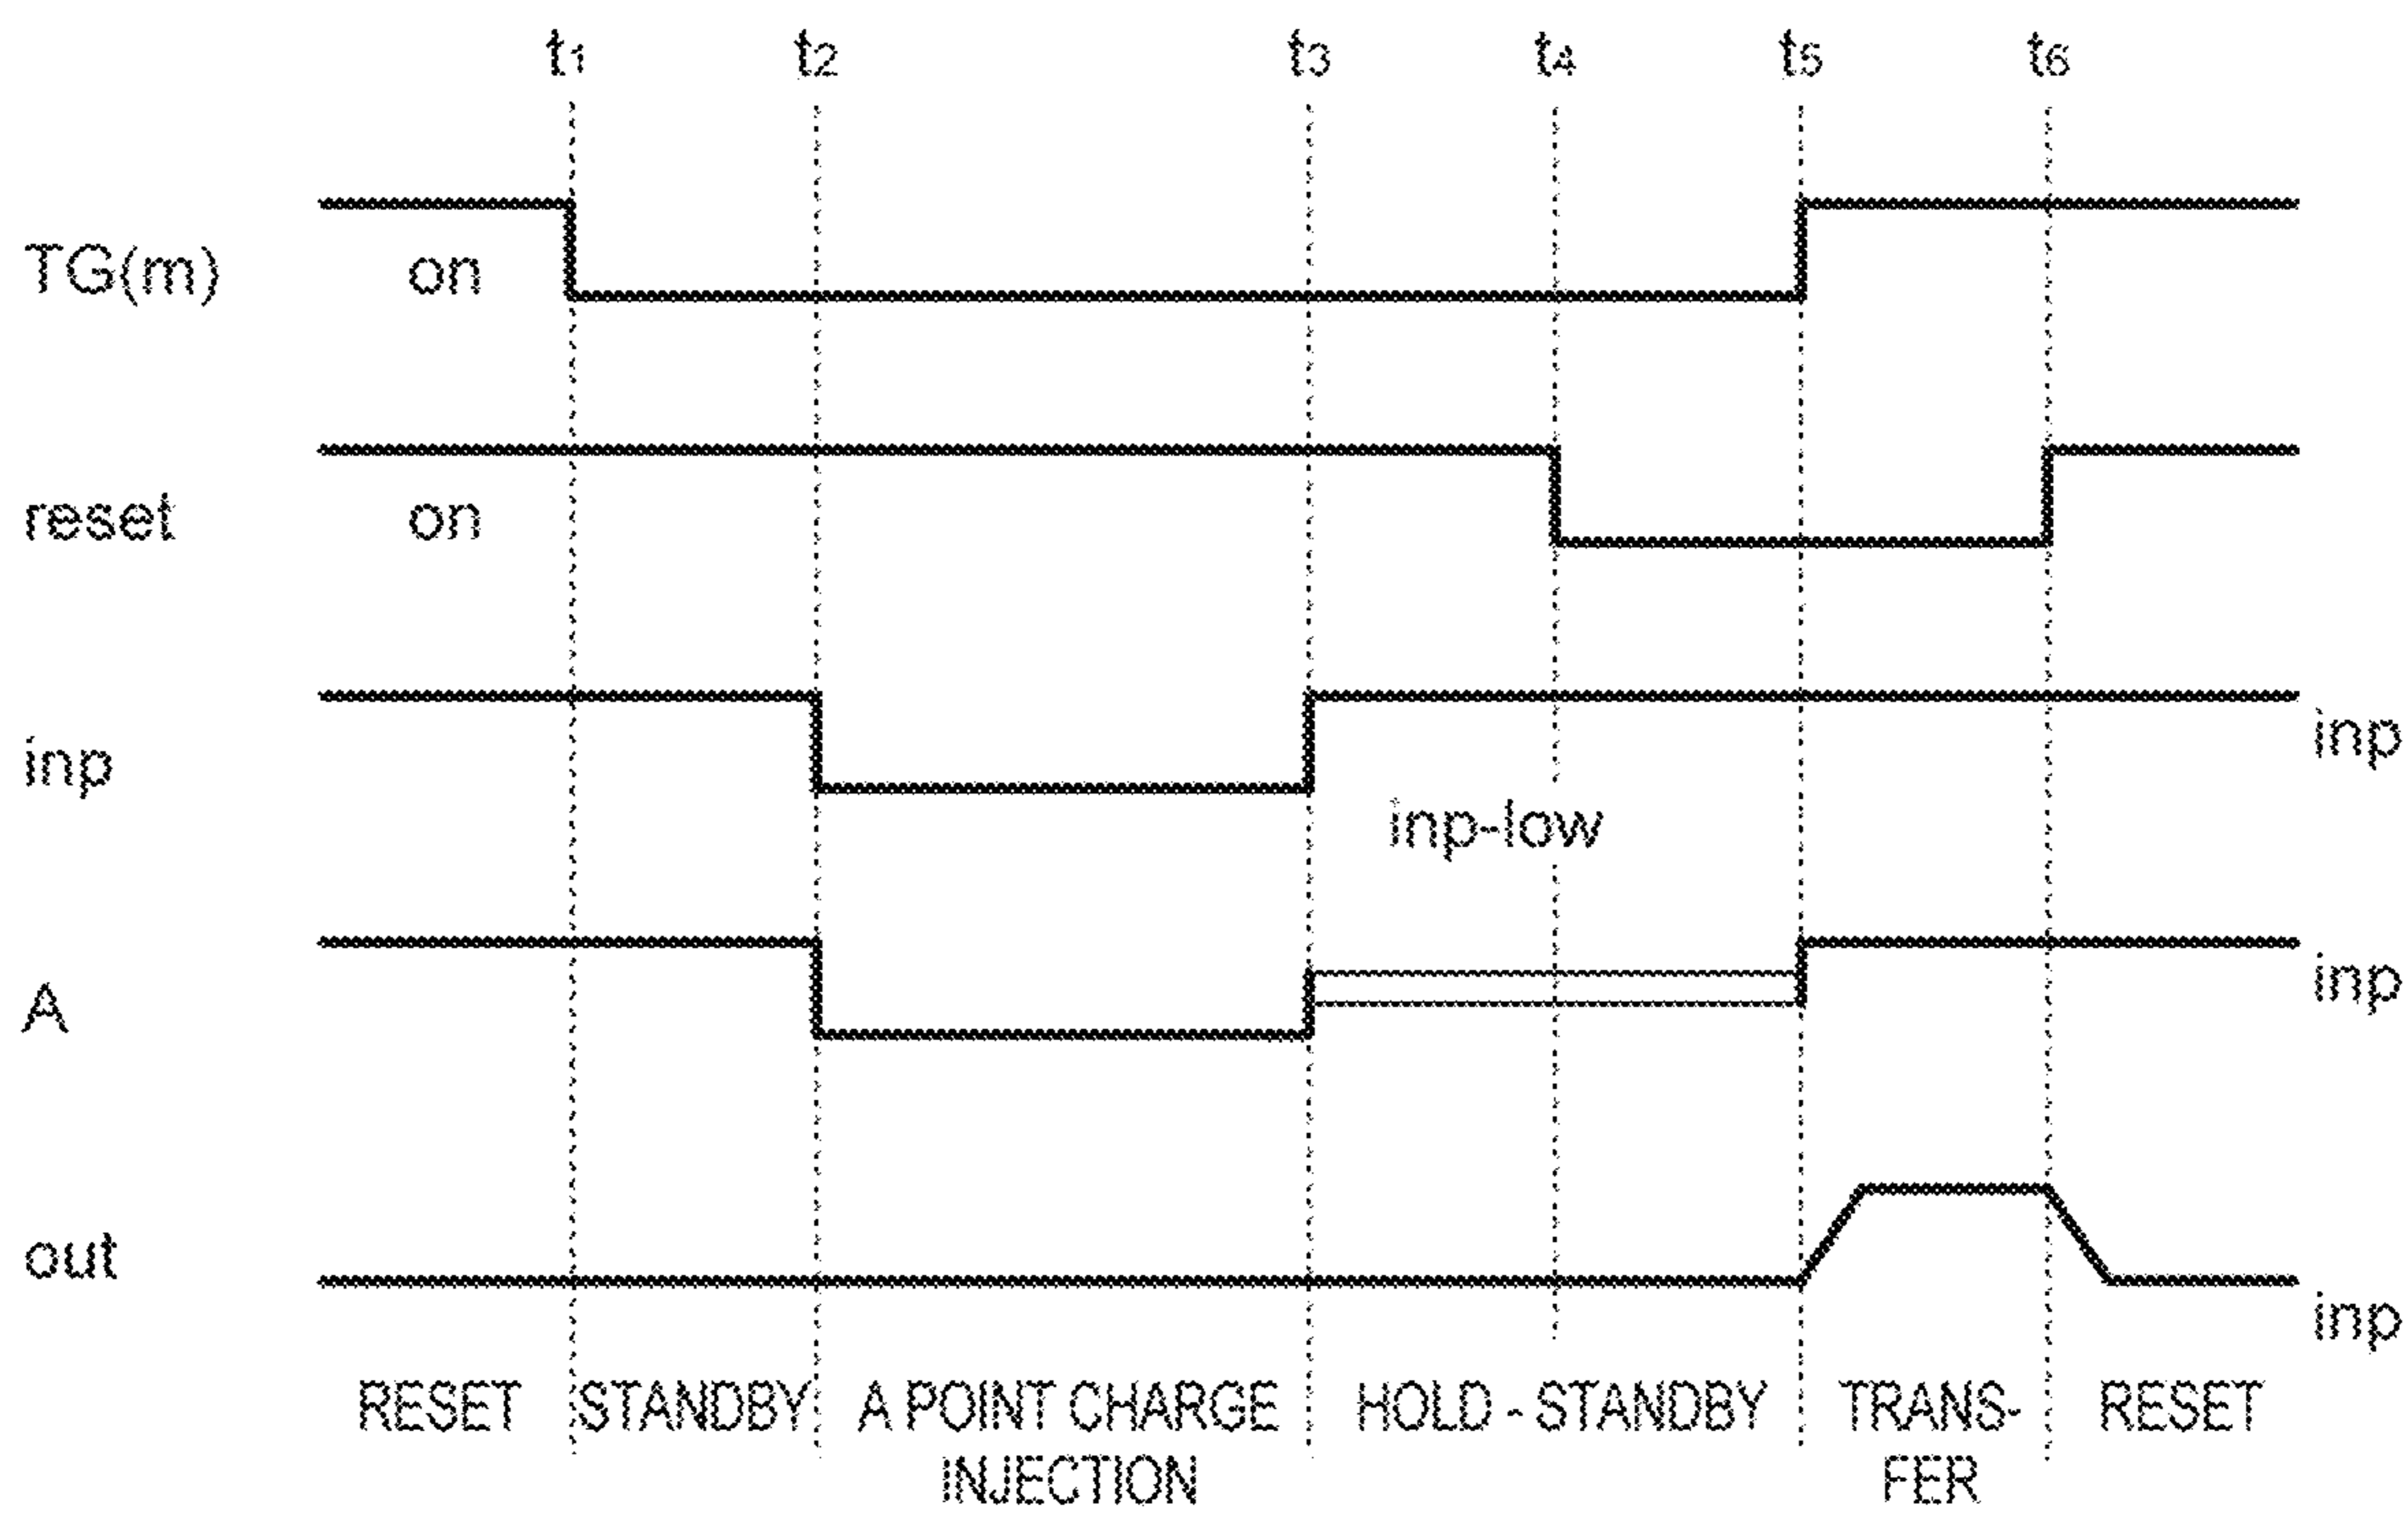 t1 t2 t3 t4 t5 t6
TG(m) on
reset on
inp inp
inp-low
A inp
out
inp
RESET STANDBY A POINT CHARGE HOLD - STANDBY TRANS- RESET
INJECTION FER